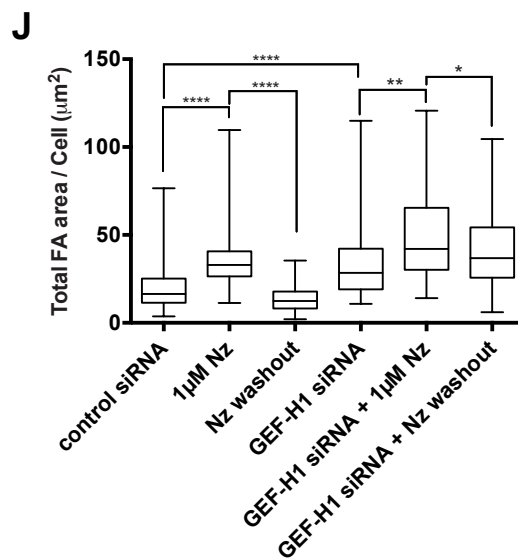 J
Total FA area / Cell (µm²)
150
100
50
0
****
****
****
**
*
control siRNA
1µM Nz
Nz washout
GEF-H1 siRNA
GEF-H1 siRNA + 1µM Nz
GEF-H1 siRNA + Nz washout